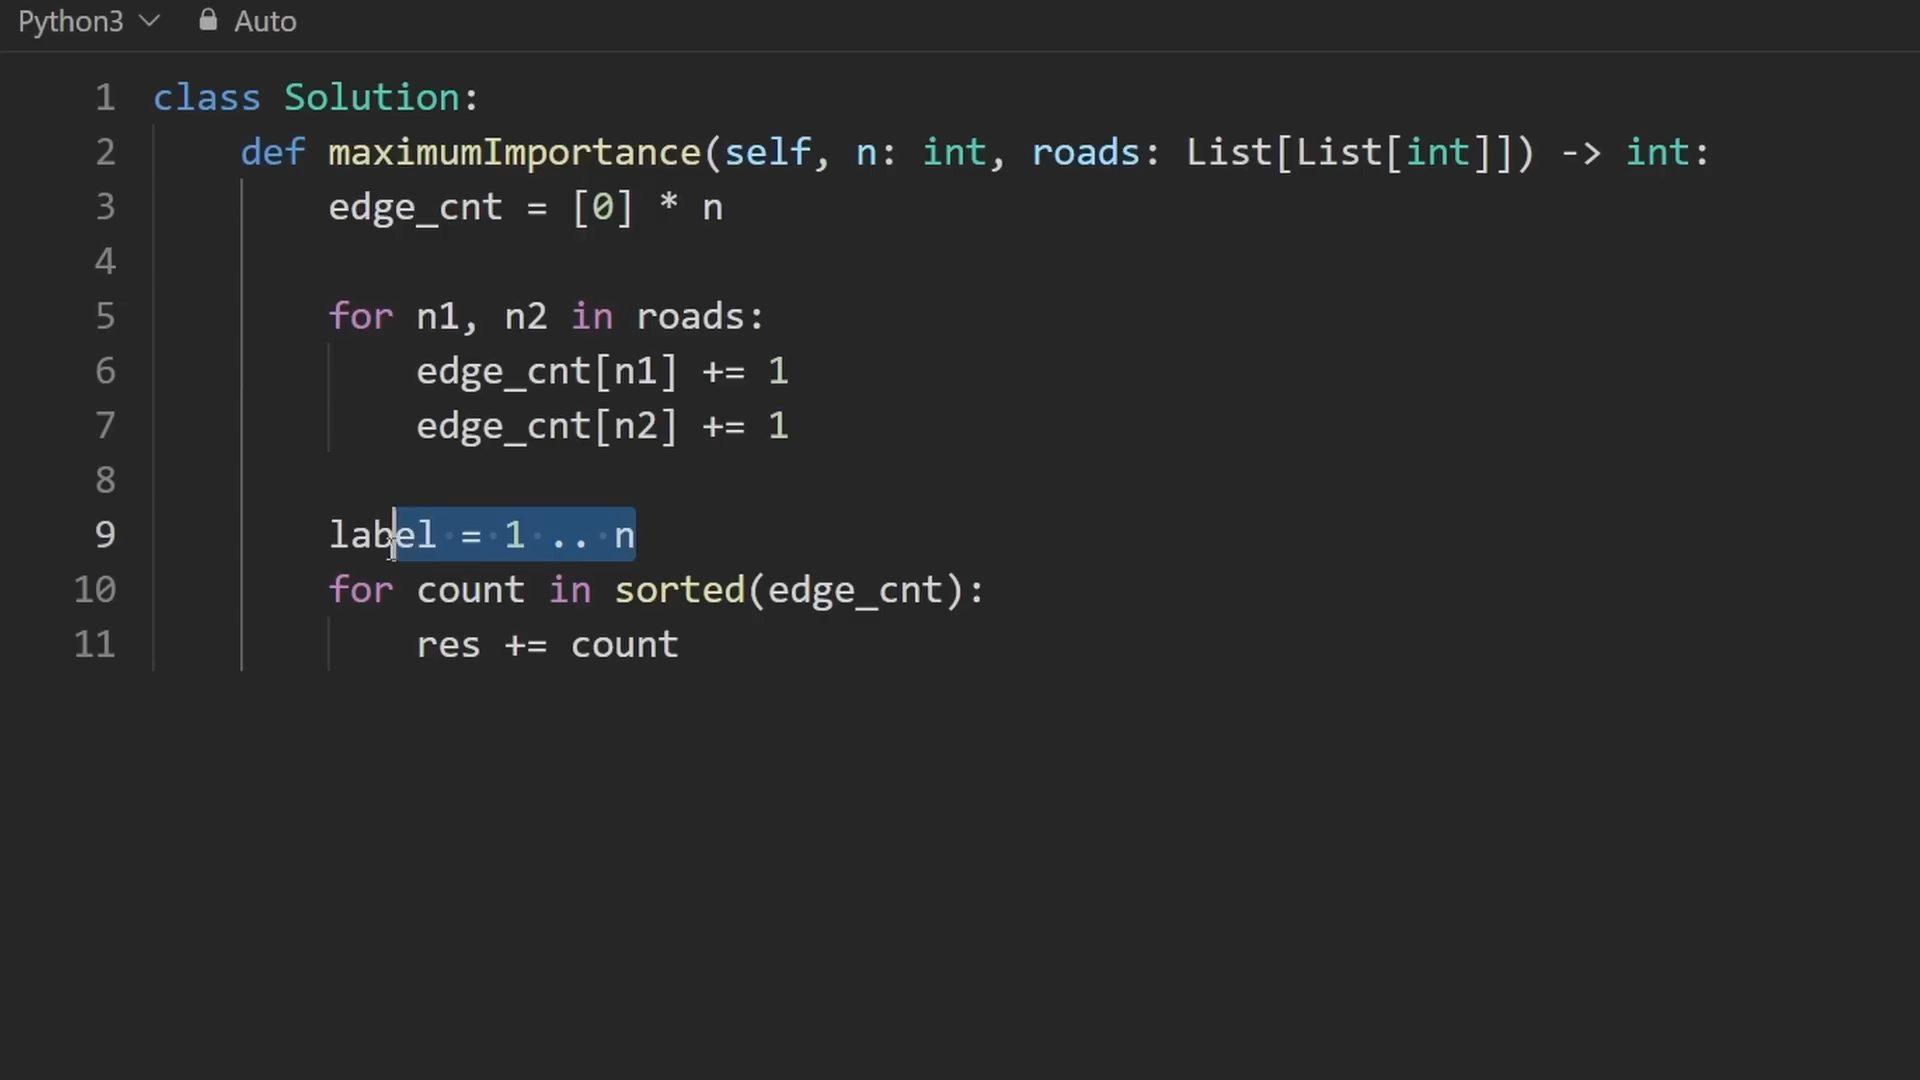 Python3 Auto
1 class Solution:
2 def maximumImportance(self, n: int, roads: List[List[int]]) -> int:
3 edge_cnt = [0] * n
4
5 for n1, n2 in roads:
6 edge_cnt[n1] += 1
7 edge_cnt[n2] += 1
8
9 label = 1 .. n
10 for count in sorted(edge_cnt):
11 res += count